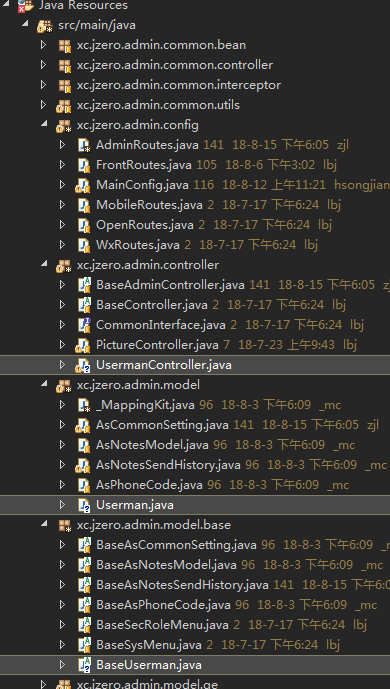 Java Resources
src/main/java
xc.jzero.admin.common.bean
xc.jzero.admin.common.controller
xc.jzero.admin.common.interceptor
xc.jzero.admin.common.utils
xc.jzero.admin.config
AdminRoutes.java 141 18-8-15 下午6:05 zjl
FrontRoutes.java 105 18-8-6 下午3:02 lbj
MainConfig.java 116 18-8-12 上午11:21 hsongjian
MobileRoutes.java 2 18-7-17 下午6:24 lbj
OpenRoutes.java 2 18-7-17 下午6:24 lbj
WxRoutes.java 2 18-7-17 下午6:24 lbj
xc.jzero.admin.controller
BaseAdminController.java 141 18-8-15 下午6:05 zj
BaseController.java 2 18-7-17 下午6:24 lbj
CommonInterface.java 2 18-7-17 下午6:24 lbj
PictureController.java 7 18-7-23 上午9:43 lbj
UsermanController.java
xc.jzero.admin.model
_MappingKit.java 96 18-8-3 下午6:09 _mc
AsCommonSetting.java 141 18-8-15 下午6:05 zjl
AsNotesModel.java 96 18-8-3 下午6:09 _mc
AsNotesSendHistory.java 96 18-8-3 下午6:09 _mc
AsPhoneCode.java 96 18-8-3 下午6:09 _mc
Userman.java
xc.jzero.admin.model.base
BaseAsCommonSetting.java 96 18-8-3 下午6:09
BaseAsNotesModel.java 96 18-8-3 下午6:09 _mc
BaseAsNotesSendHistory.java 141 18-8-15 下午6:0
BaseAsPhoneCode.java 96 18-8-3 下午6:09 _mc
BaseSecRoleMenu.java 2 18-7-17 下午6:24 lbj
BaseSysMenu.java 2 18-7-17 下午6:24 lbj
BaseUserman.java